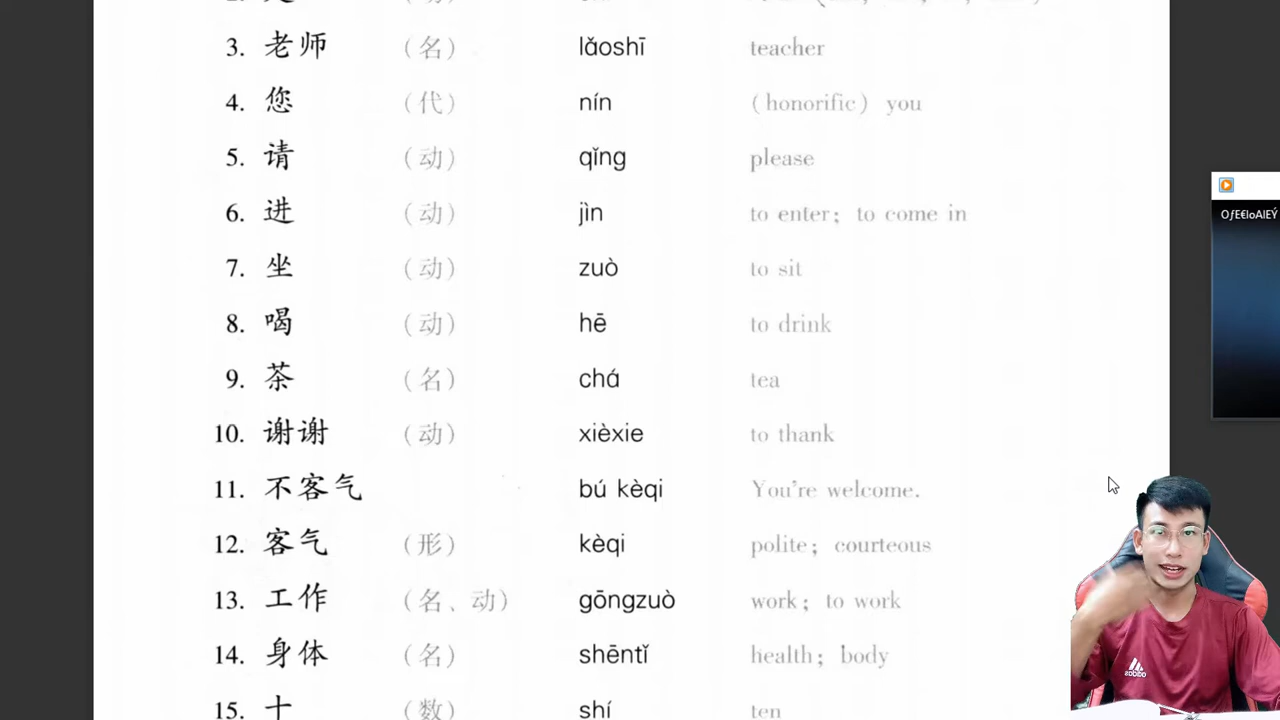 3. 老师 （名） lǎoshī teacher
4. 您 （代） nín (honorific) you
5. 请 （动） qǐng please
6. 进 （动） jìn to enter; to come in
7. 坐 （动） zuò to sit
8. 喝 （动） hē to drink
9. 茶 （名） chá tea
10. 谢谢 （动） xièxie to thank
11. 不客气 bú kèqi You're welcome.
12. 客气 （形） kèqi polite; courteous
13. 工作 （名、动） gōngzuò work; to work
14. 身体 （名） shēntǐ health; body
15. 十 （数） shí ten
adidas